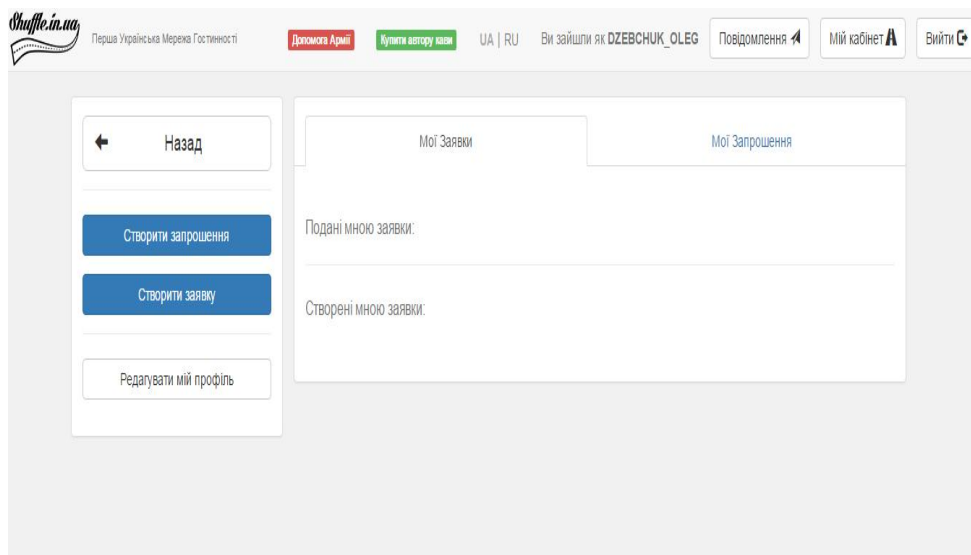 Shuffle.in.ua
Перша Українська Мережа Гостинності
Допомога Армії
Купити автору кави
UA | RU
Ви зайшли як DZEBCHUK_OLEG
Повідомлення
Мій кабінет
Вийти
Назад
Створити запрошення
Створити заявку
Редагувати мій профіль
Мої Заявки
Мої Запрошення
Подані мною заявки:
Створені мною заявки: